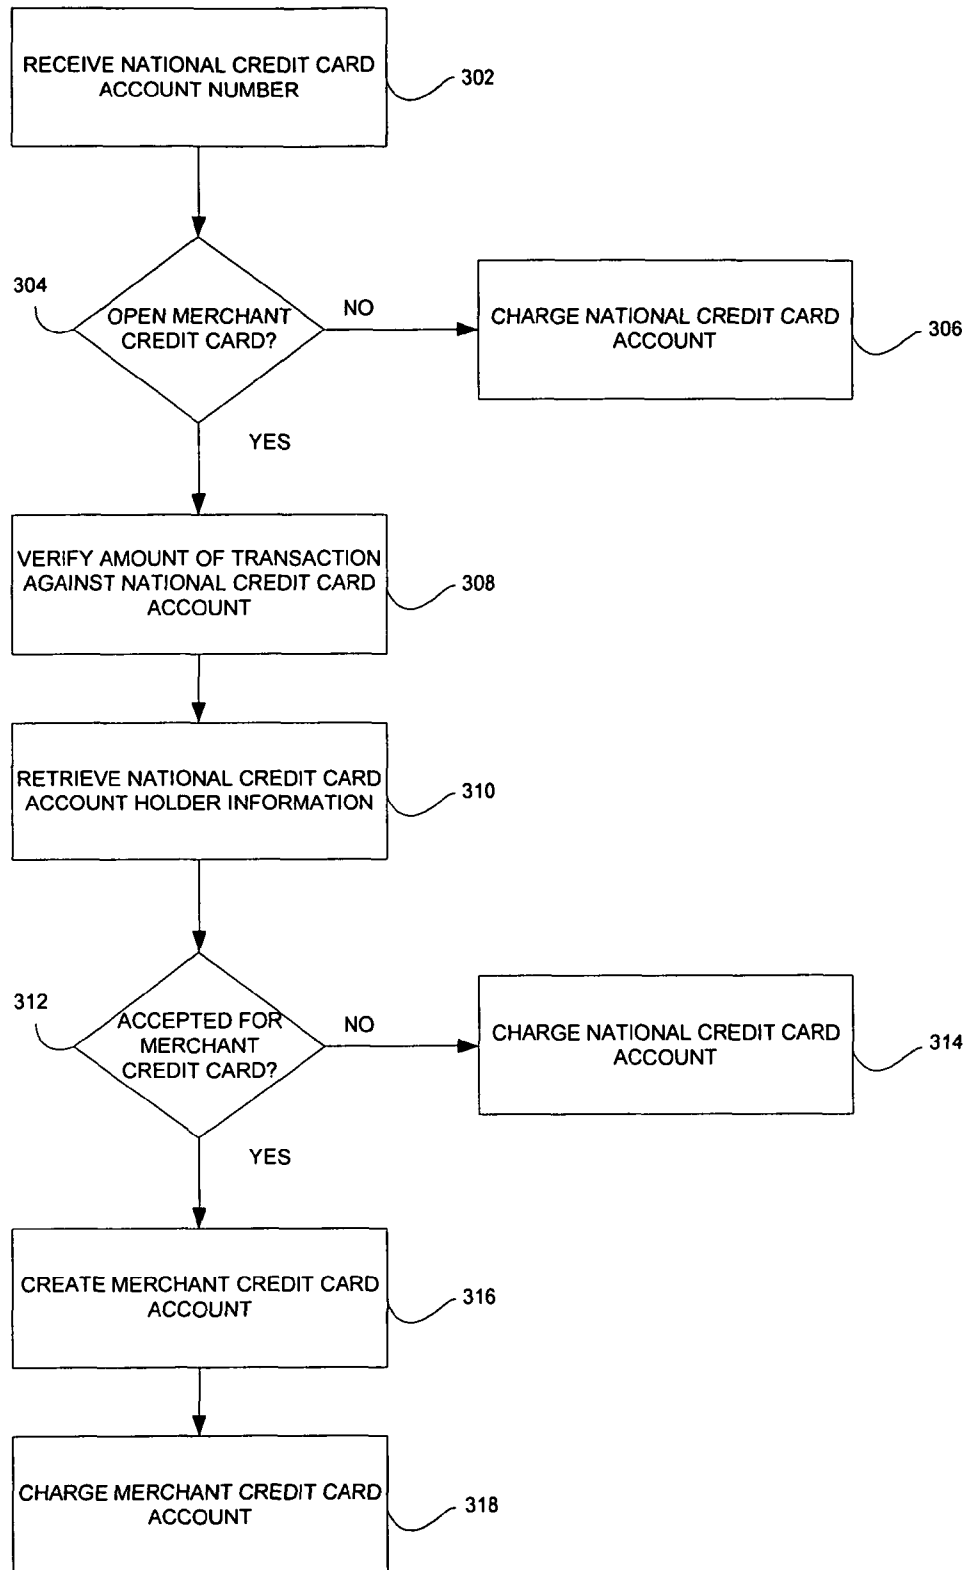 RECEIVE NATIONAL CREDIT CARD
ACCOUNT NUMBER
302
304
OPEN MERCHANT
CREDIT CARD?
NO
CHARGE NATIONAL CREDIT CARD
ACCOUNT
306
YES
VERIFY AMOUNT OF TRANSACTION
AGAINST NATIONAL CREDIT CARD
ACCOUNT
308
RETRIEVE NATIONAL CREDIT CARD
ACCOUNT HOLDER INFORMATION
310
312
ACCEPTED FOR
MERCHANT
CREDIT CARD?
NO
CHARGE NATIONAL CREDIT CARD
ACCOUNT
314
YES
CREATE MERCHANT CREDIT CARD
ACCOUNT
316
CHARGE MERCHANT CREDIT CARD
ACCOUNT
318